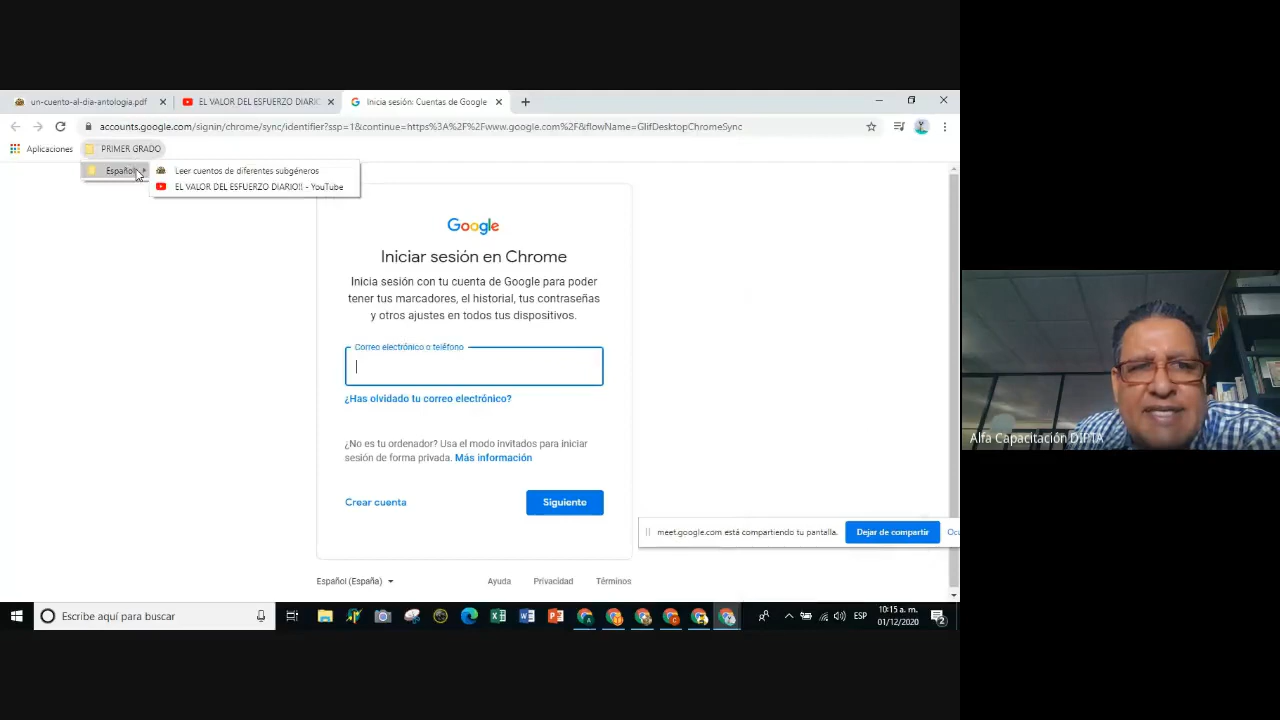 un-cuento-al-dia-antologia.pdf
EL VALOR DEL ESFUERZO DIARIO!
Inicia sesión: Cuentas de Google
accounts.google.com/signin/chrome/sync/identifier?ssp=1&continue=https%3A%2F%2Fwww.google.com%2F&flowName=GlifDesktopChromeSync
Aplicaciones
PRIMER GRADO
Español
Leer cuentos de diferentes subgéneros
EL VALOR DEL ESFUERZO DIARIO!! - YouTube
Google
Iniciar sesión en Chrome
Inicia sesión con tu cuenta de Google para poder
tener tus marcadores, el historial, tus contraseñas
y otros ajustes en todos tus dispositivos.
Correo electrónico o teléfono
¿Has olvidado tu correo electrónico?
¿No es tu ordenador? Usa el modo invitados para iniciar
sesión de forma privada. Más información
Crear cuenta
Siguiente
meet.google.com está compartiendo tu pantalla.
Dejar de compartir
Ocu
Español (España)
Ayuda
Privacidad
Términos
Escribe aquí para buscar
ESP
10:15 a. m.
01/12/2020
2
Alfa Capacitación DIFTA